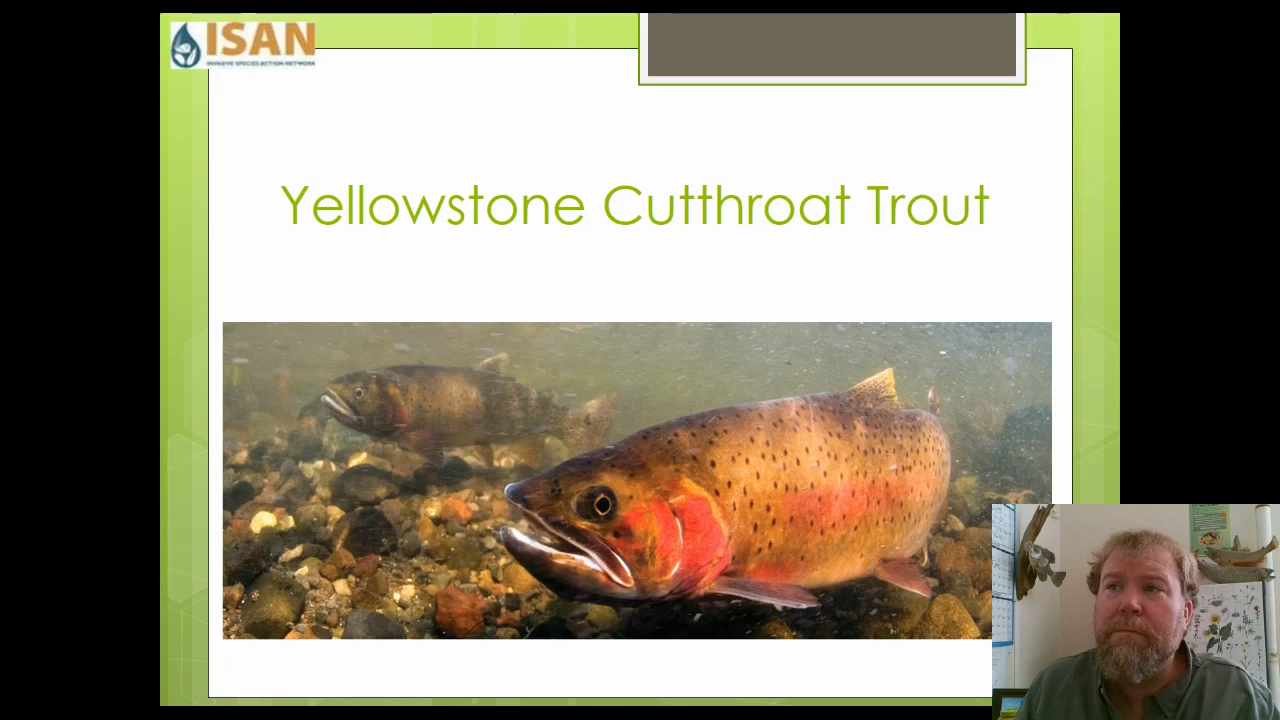 ISAN
INVASIVE SPECIES ACTION NETWORK
Yellowstone Cutthroat Trout